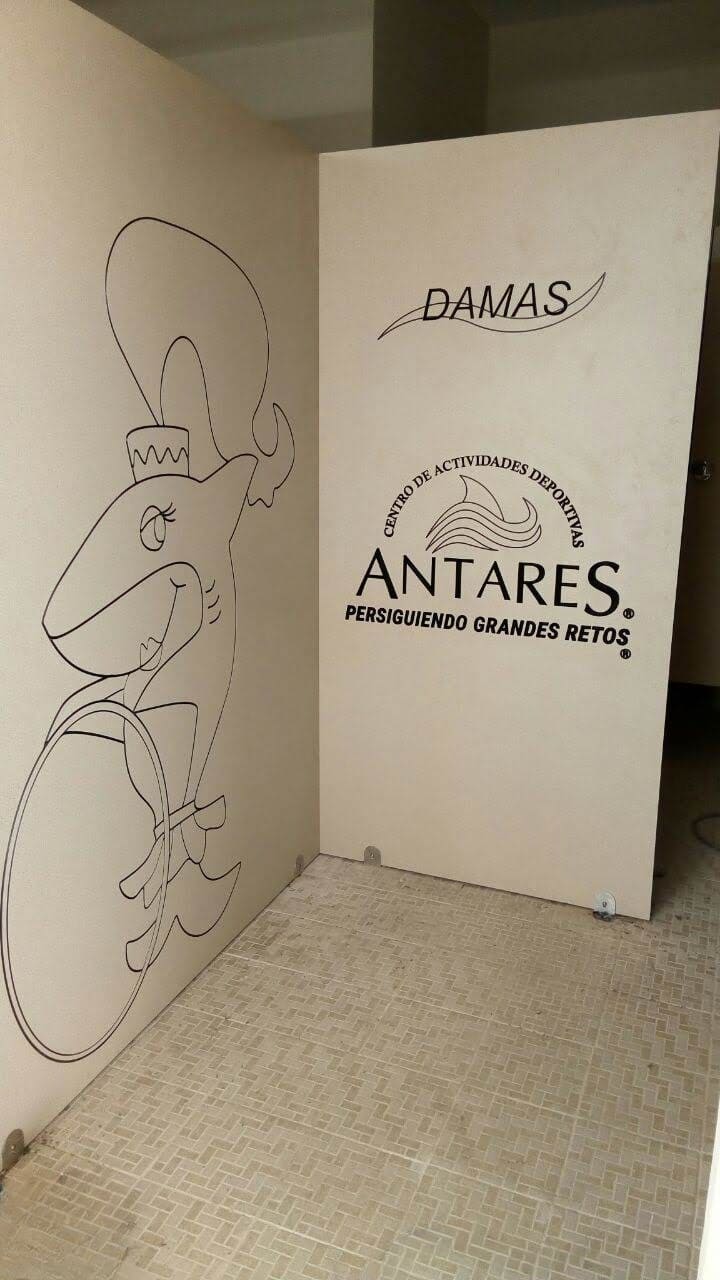 DAMAS
CENTRO DE ACTIVIDADES DEPORTIVAS
ANTARES®
PERSIGUIENDO GRANDES RETOS
®